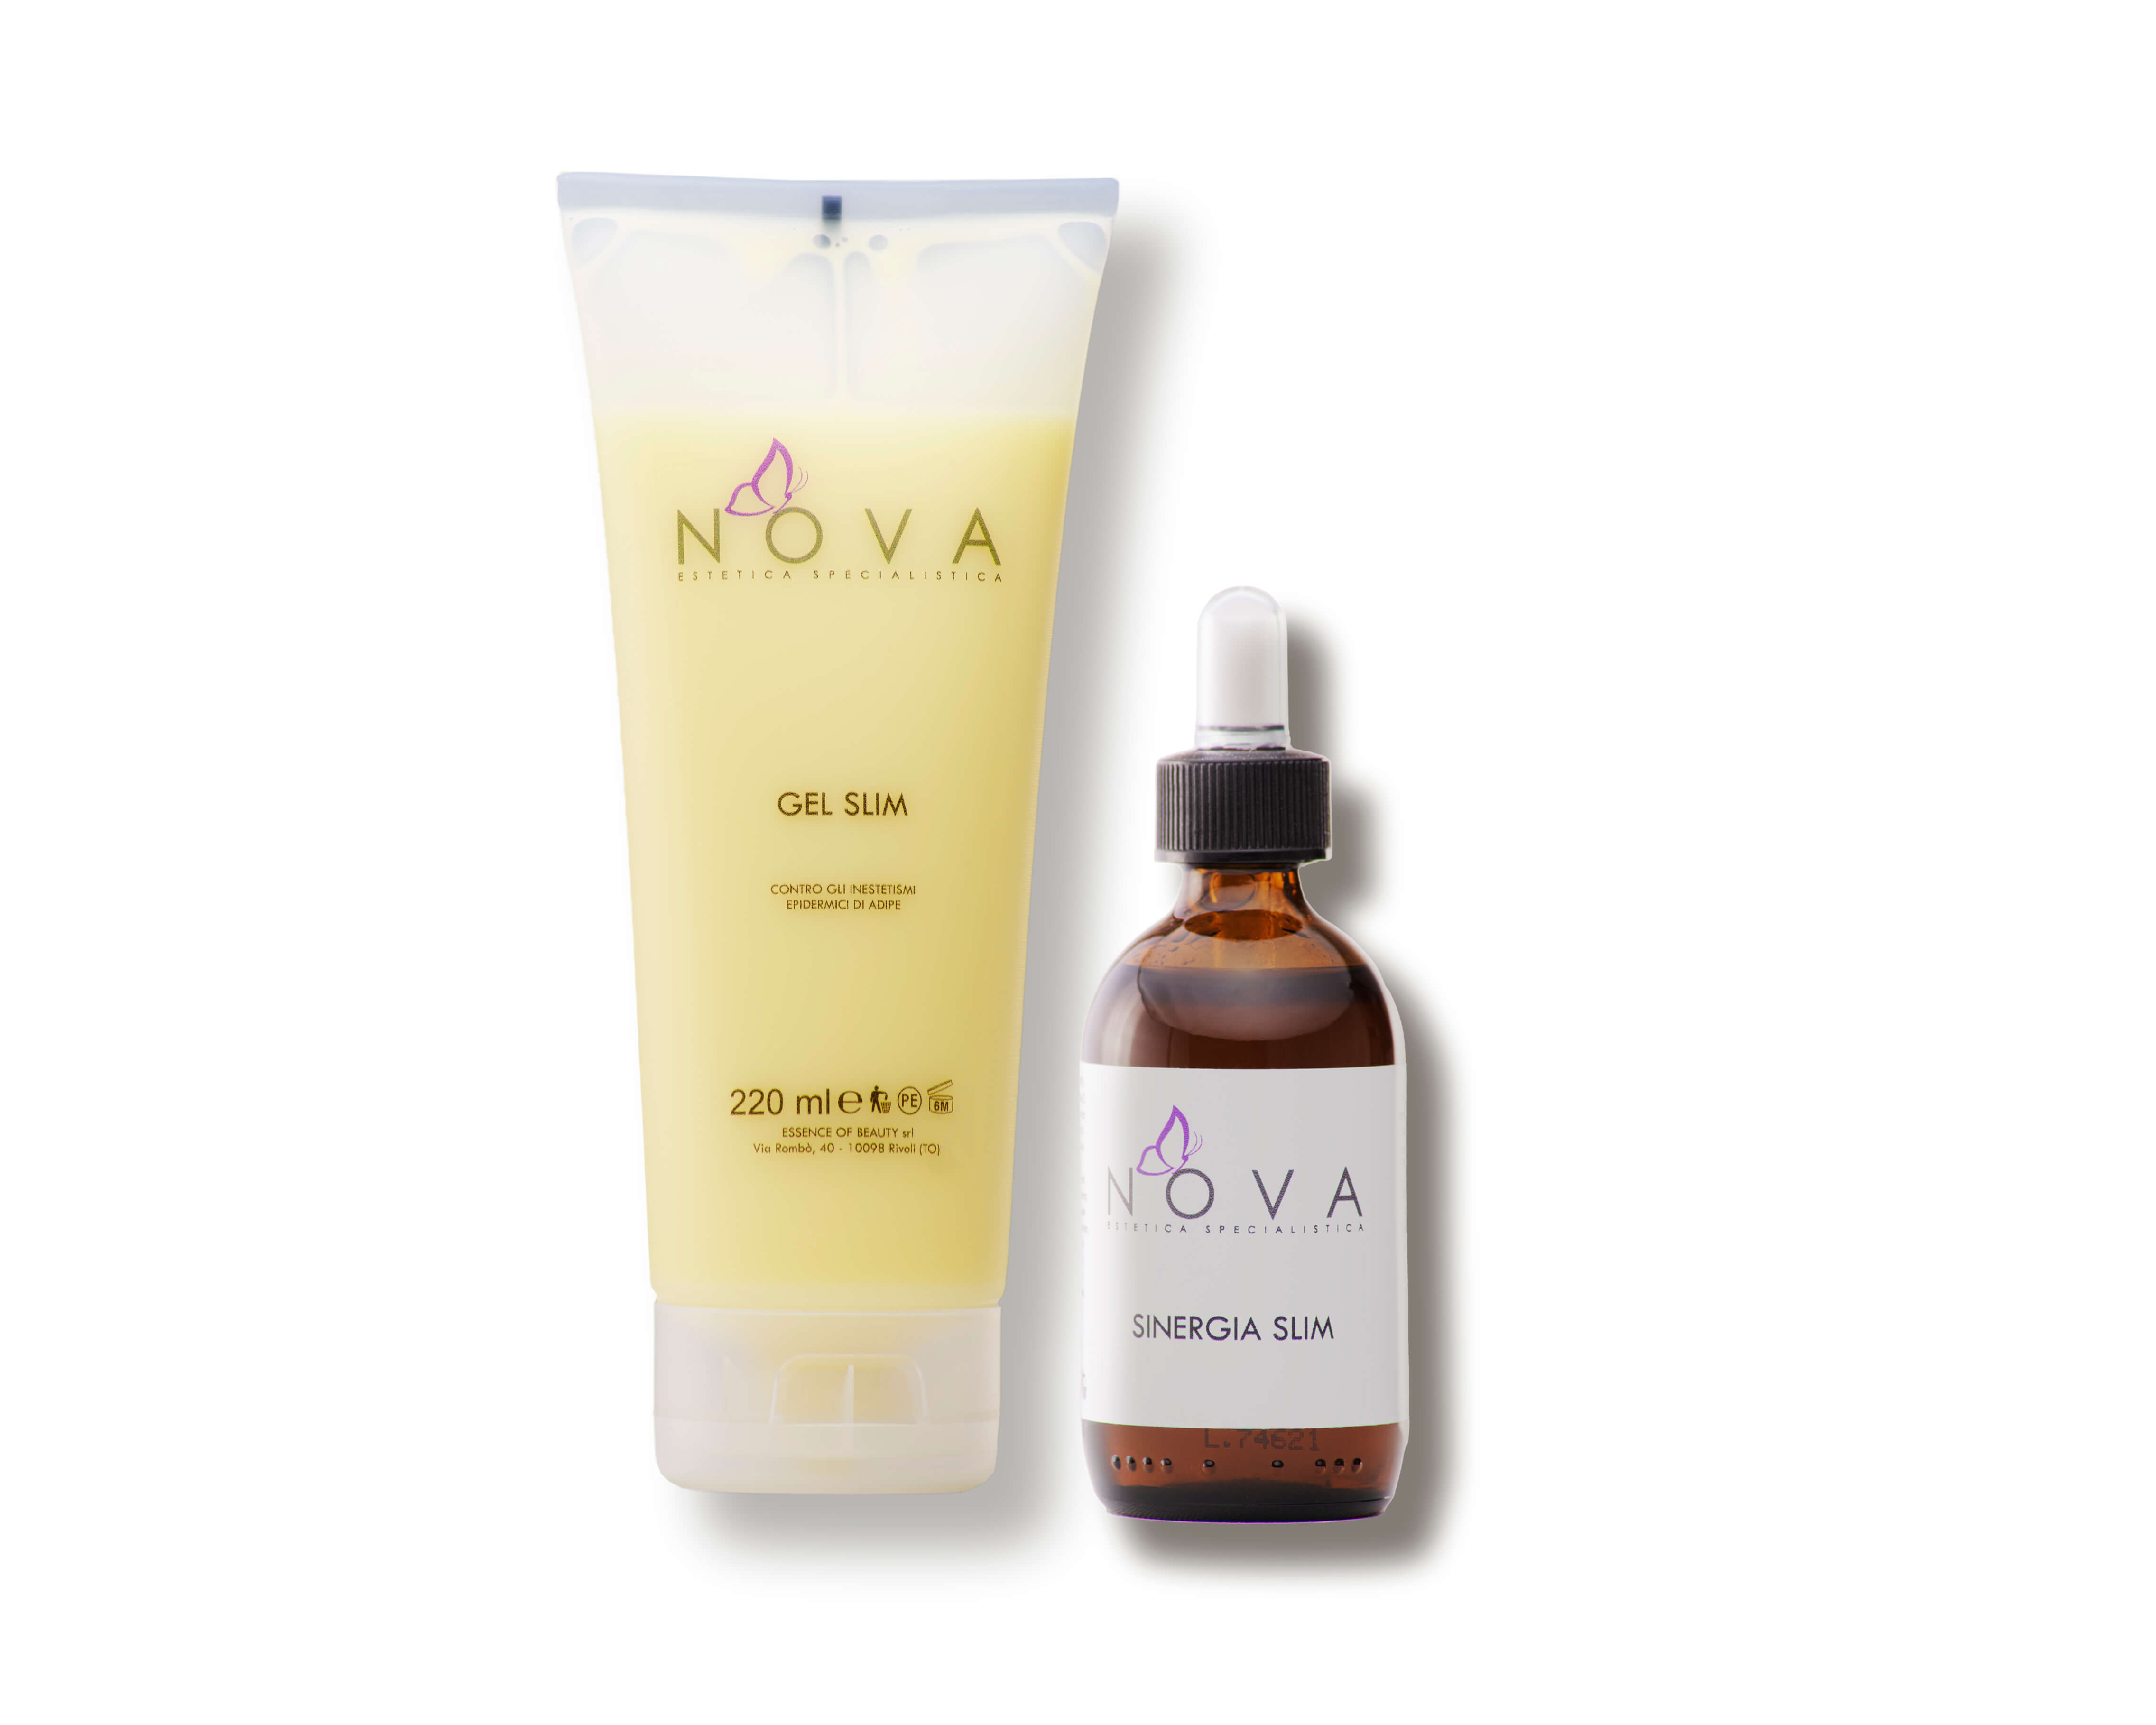 NOVA
ESTETICA SPECIALISTICA
GEL SLIM
CONTRO GLI INESTETISMI
EPIDERMICI DI ADIPE
220 ml e PE 6M
ESSENCE OF BEAUTY srl
Via Rombò, 40 - 10098 Rivoli (TO)
NOVA
ESTETICA SPECIALISTICA
SINERGIA SLIM
L.74621